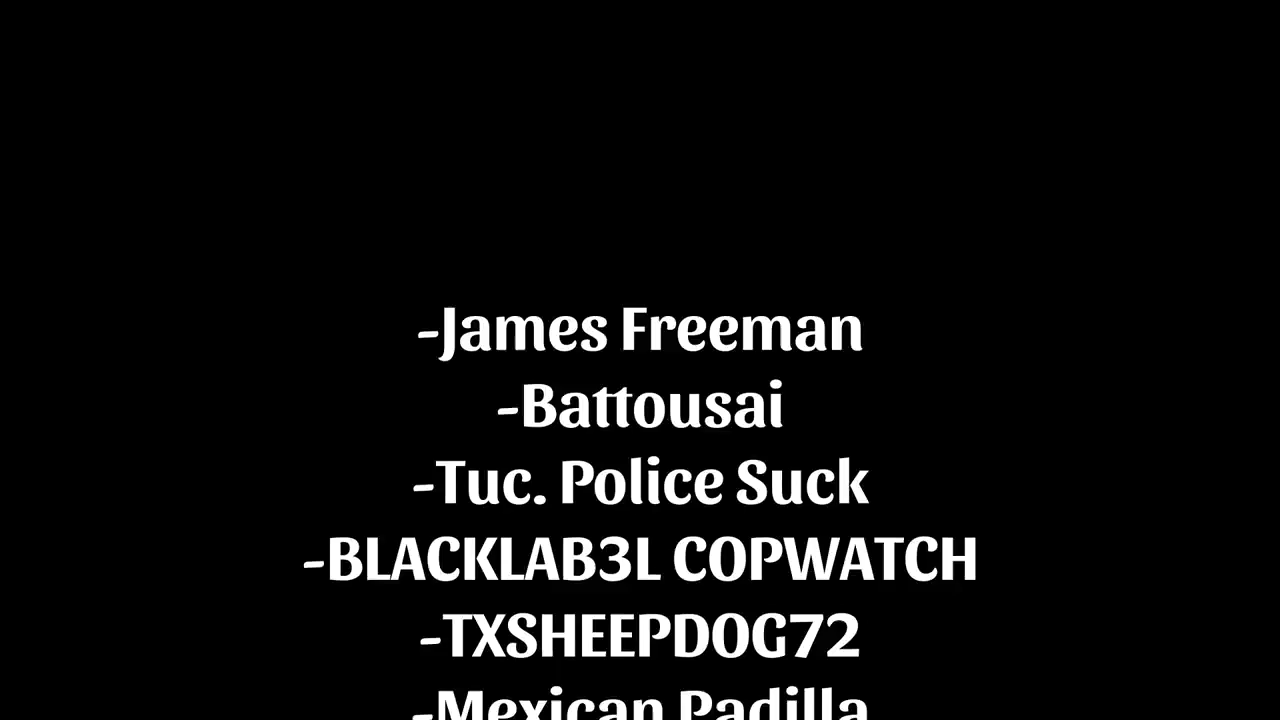 -James Freeman
-Battousai
-Tuc. Police Suck
-BLACKLAB3L COPWATCH
-TXSHEEPDOG72
-Mexican Padilla